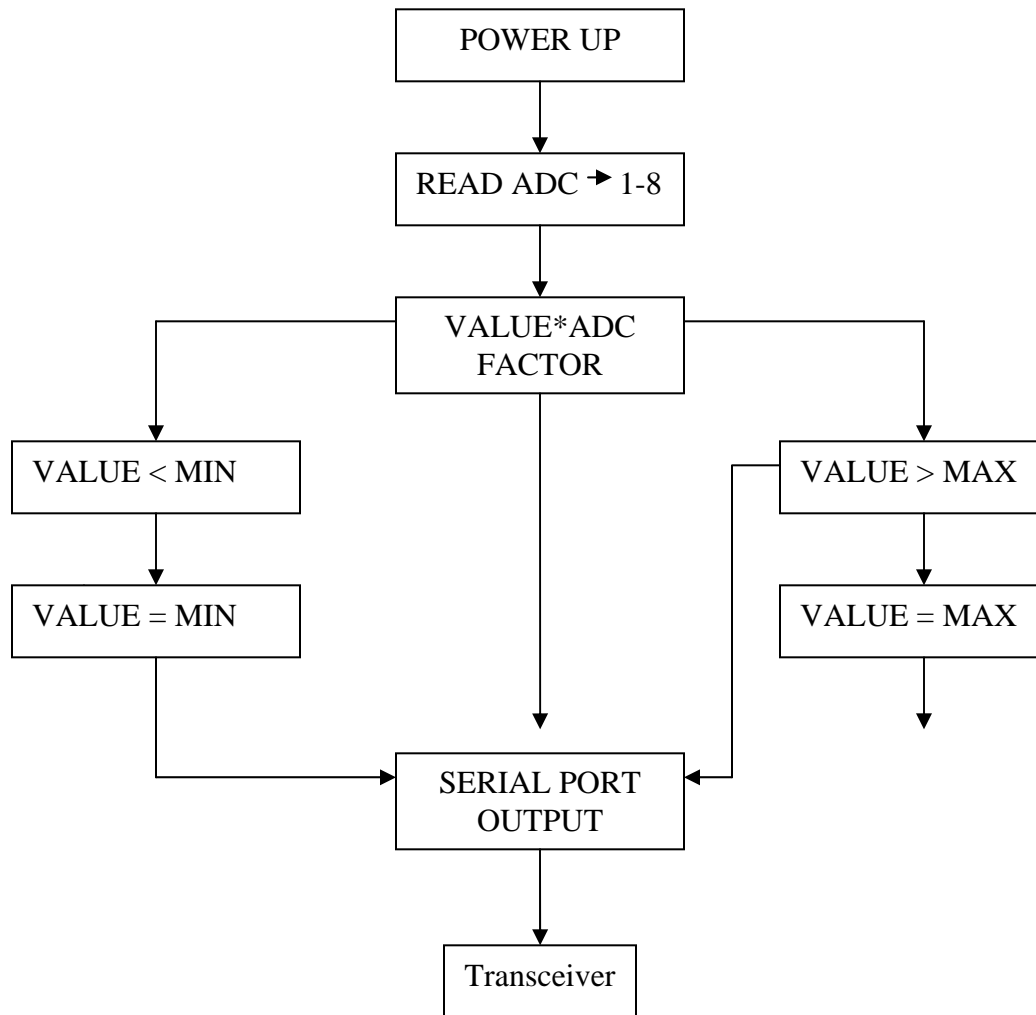 POWER UP
READ ADC → 1-8
VALUE*ADC
FACTOR
VALUE < MIN
VALUE > MAX
VALUE = MIN
VALUE = MAX
SERIAL PORT
OUTPUT
Transceiver